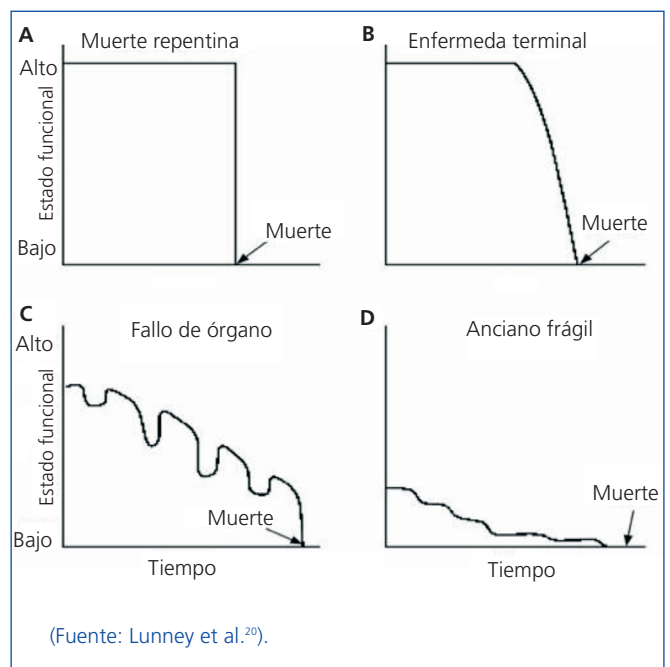 A
Muerte repentina
Alto
Estado funcional
Bajo
Muerte
B
Enfermeda terminal
Muerte
C
Fallo de órgano
Alto
Estado funcional
Bajo
Muerte
Tiempo
D
Anciano frágil
Muerte
Tiempo
(Fuente: Lunney et al.²⁰).